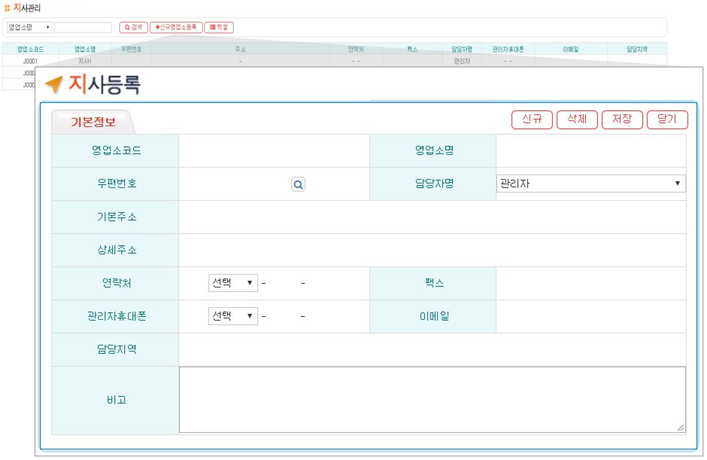 지사관리
영업소명 검색 +신규영업소등록 엑셀
영업소코드 영업소명 우편번호 주소 연락처 팩스 담당자명 관리자휴대폰 이메일 담당지역
J0001 지사1 - - - 관리자 - -
지사등록
기본정보 신규 삭제 저장 닫기
영업소코드 영업소명
우편번호 담당자명 관리자
기본주소
상세주소
연락처 선택 - - 팩스
관리자휴대폰 선택 - - 이메일
담당지역
비고